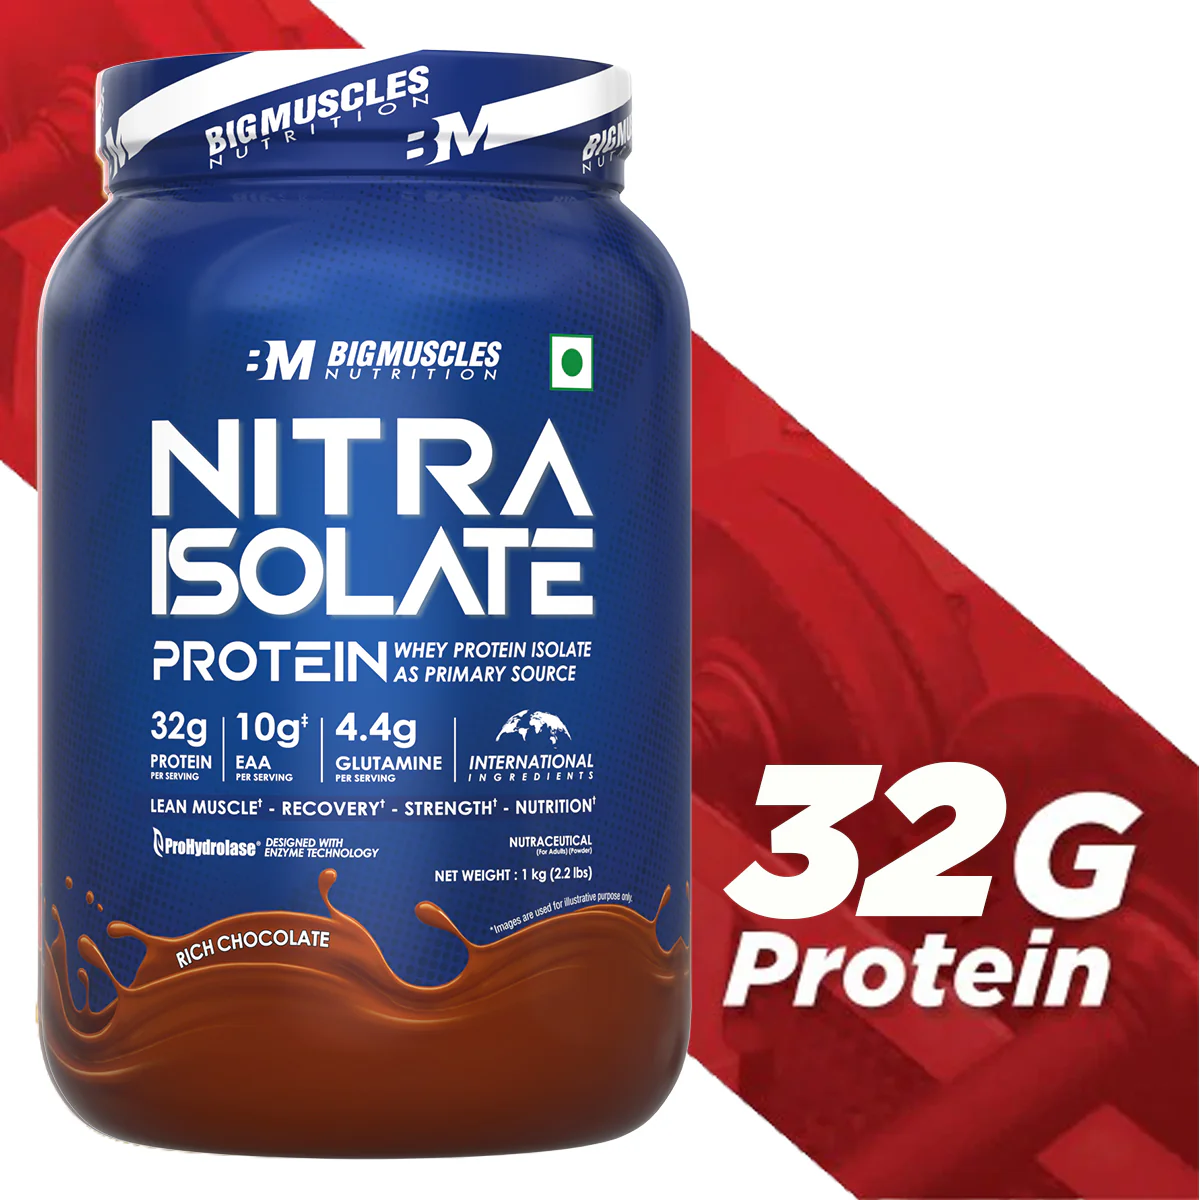 BIGMUSCLES
NUTRITION
BM
BIGMUSCLES
NUTRITION
BM BIGMUSCLES
NUTRITION
NITRA
ISOLATE
PROTEIN WHEY PROTEIN ISOLATE
AS PRIMARY SOURCE
32g 10g‡ 4.4g
PROTEIN EAA GLUTAMINE INTERNATIONAL
PER SERVING PER SERVING PER SERVING INGREDIENTS
LEAN MUSCLE† - RECOVERY† - STRENGTH† - NUTRITION†
ProHydrolase® DESIGNED WITH
ENZYME TECHNOLOGY
NUTRACEUTICAL
(For Adults) (Powder)
NET WEIGHT : 1 kg (2.2 lbs)
*Images are used for illustrative purpose only.
RICH CHOCOLATE
32G
Protein